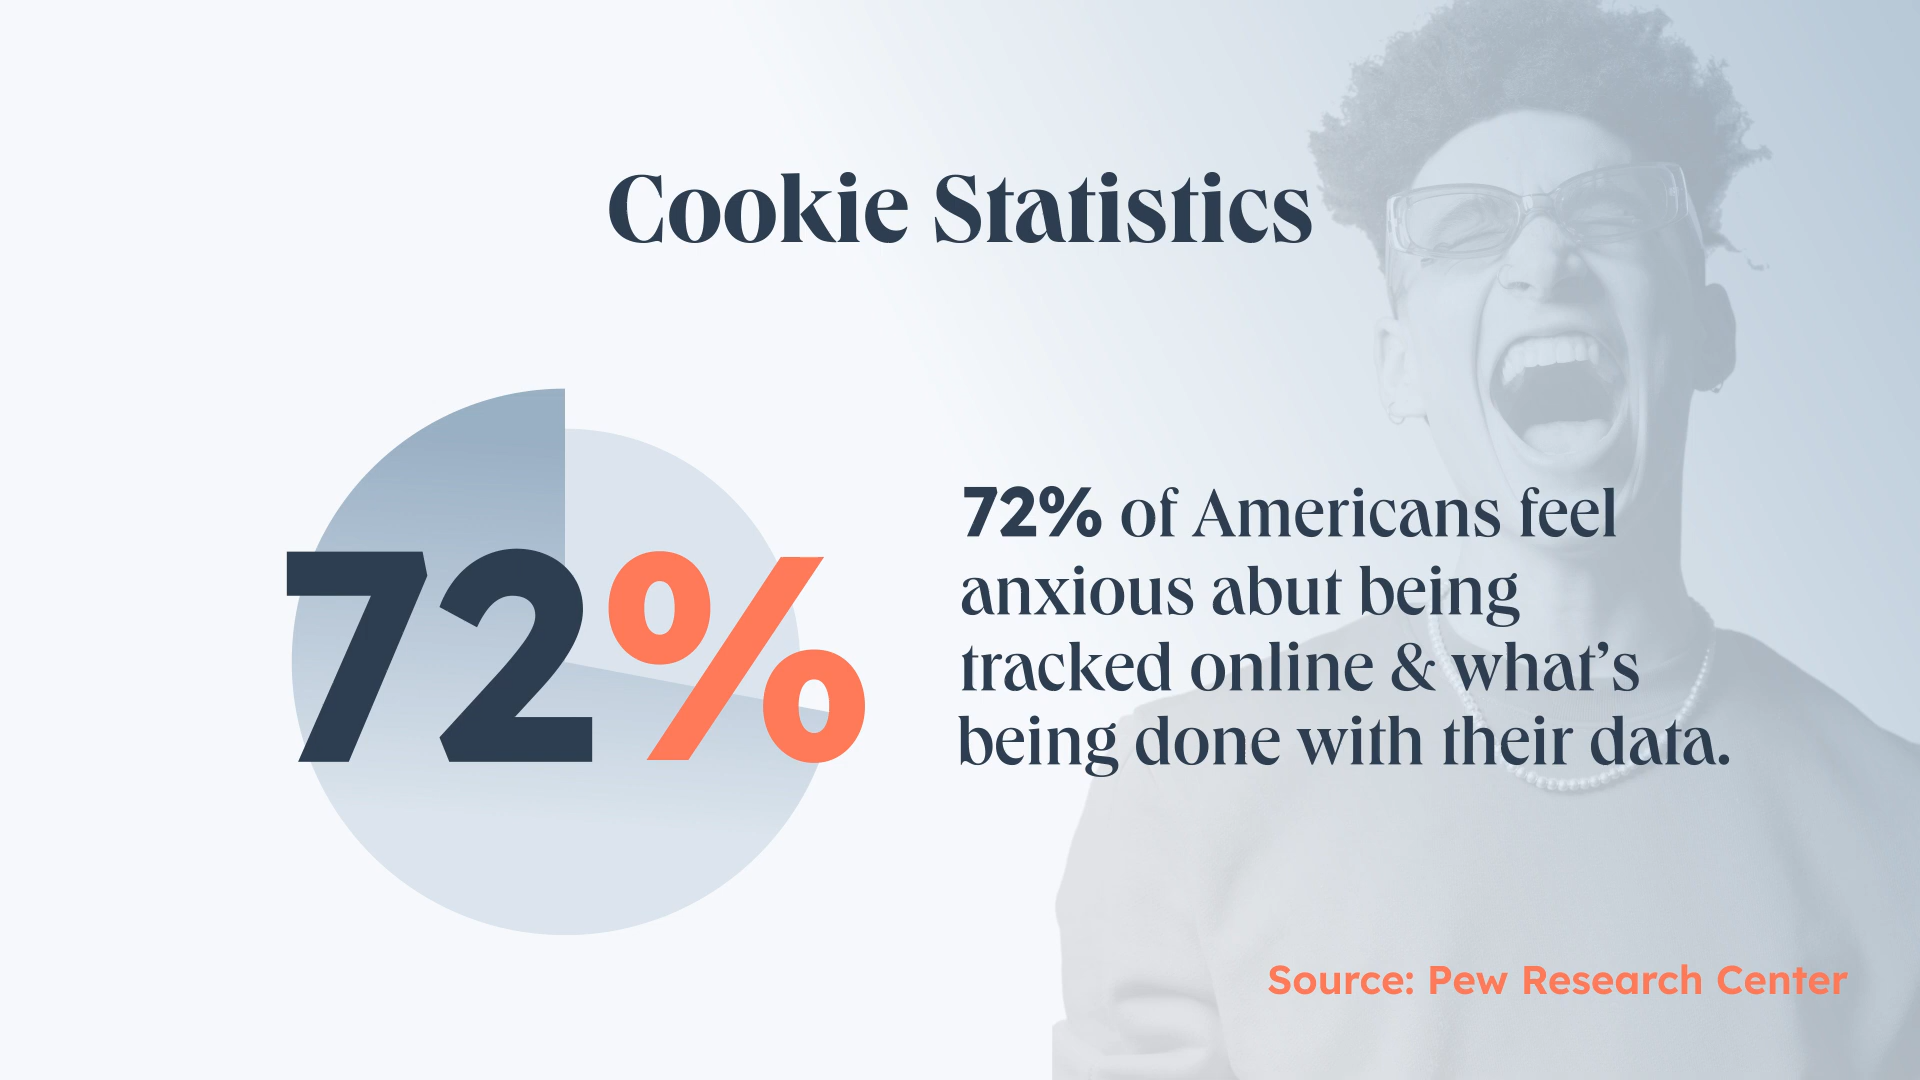 Cookie Statistics
72%
72% of Americans feel
anxious abut being
tracked online & what’s
being done with their data.
Source: Pew Research Center